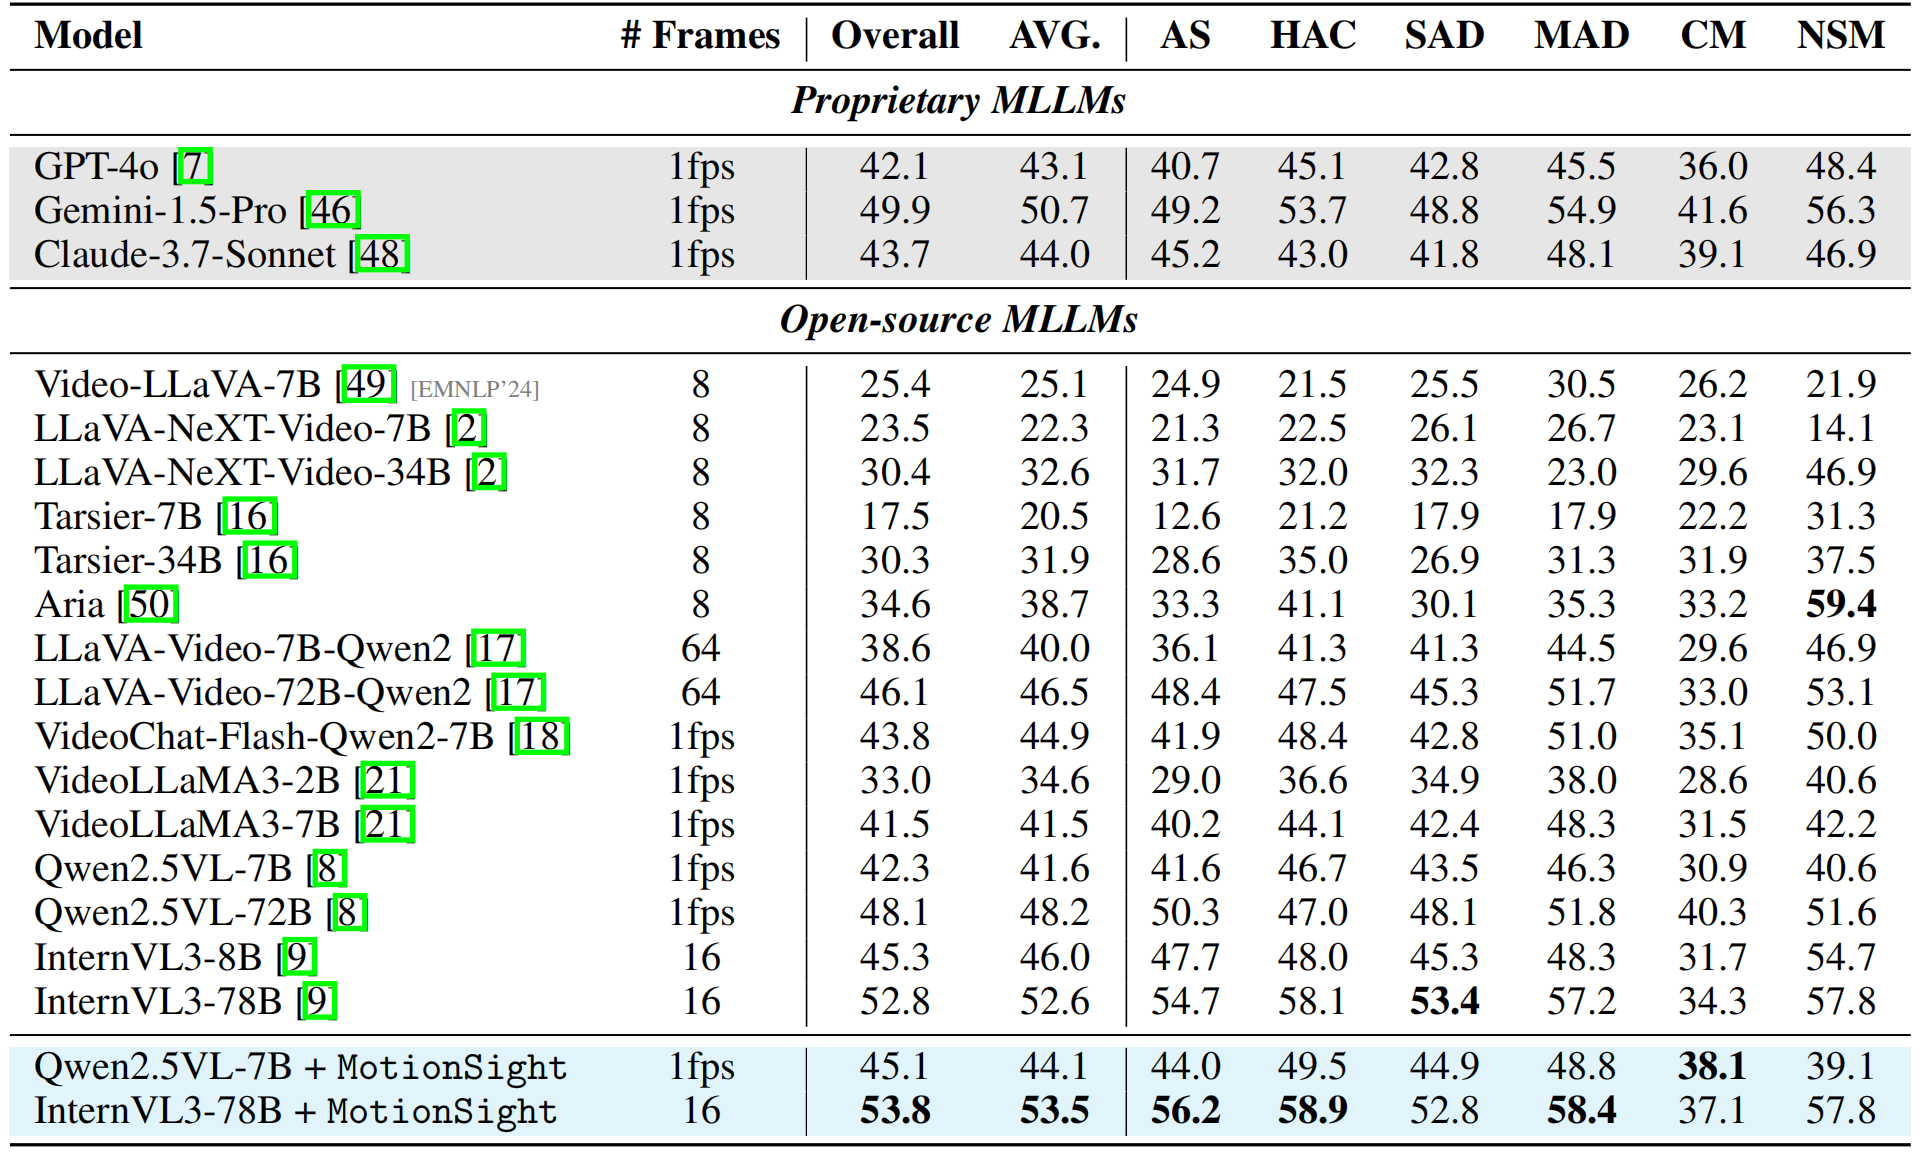 Model # Frames Overall AVG. AS HAC SAD MAD CM NSM
Proprietary MLLMs
GPT-4o [7] 1fps 42.1 43.1 40.7 45.1 42.8 45.5 36.0 48.4
Gemini-1.5-Pro [46] 1fps 49.9 50.7 49.2 53.7 48.8 54.9 41.6 56.3
Claude-3.7-Sonnet [48] 1fps 43.7 44.0 45.2 43.0 41.8 48.1 39.1 46.9
Open-source MLLMs
Video-LLaVA-7B [49] [EMNLP'24] 8 25.4 25.1 24.9 21.5 25.5 30.5 26.2 21.9
LLaVA-NeXT-Video-7B [2] 8 23.5 22.3 21.3 22.5 26.1 26.7 23.1 14.1
LLaVA-NeXT-Video-34B [2] 8 30.4 32.6 31.7 32.0 32.3 23.0 29.6 46.9
Tarsier-7B [16] 8 17.5 20.5 12.6 21.2 17.9 17.9 22.2 31.3
Tarsier-34B [16] 8 30.3 31.9 28.6 35.0 26.9 31.3 31.9 37.5
Aria [50] 8 34.6 38.7 33.3 41.1 30.1 35.3 33.2 59.4
LLaVA-Video-7B-Qwen2 [17] 64 38.6 40.0 36.1 41.3 41.3 44.5 29.6 46.9
LLaVA-Video-72B-Qwen2 [17] 64 46.1 46.5 48.4 47.5 45.3 51.7 33.0 53.1
VideoChat-Flash-Qwen2-7B [18] 1fps 43.8 44.9 41.9 48.4 42.8 51.0 35.1 50.0
VideoLLaMA3-2B [21] 1fps 33.0 34.6 29.0 36.6 34.9 38.0 28.6 40.6
VideoLLaMA3-7B [21] 1fps 41.5 41.5 40.2 44.1 42.4 48.3 31.5 42.2
Qwen2.5VL-7B [8] 1fps 42.3 41.6 41.6 46.7 43.5 46.3 30.9 40.6
Qwen2.5VL-72B [8] 1fps 48.1 48.2 50.3 47.0 48.1 51.8 40.3 51.6
InternVL3-8B [9] 16 45.3 46.0 47.7 48.0 45.3 48.3 31.7 54.7
InternVL3-78B [9] 16 52.8 52.6 54.7 58.1 53.4 57.2 34.3 57.8
Qwen2.5VL-7B + MotionSight 1fps 45.1 44.1 44.0 49.5 44.9 48.8 38.1 39.1
InternVL3-78B + MotionSight 16 53.8 53.5 56.2 58.9 52.8 58.4 37.1 57.8